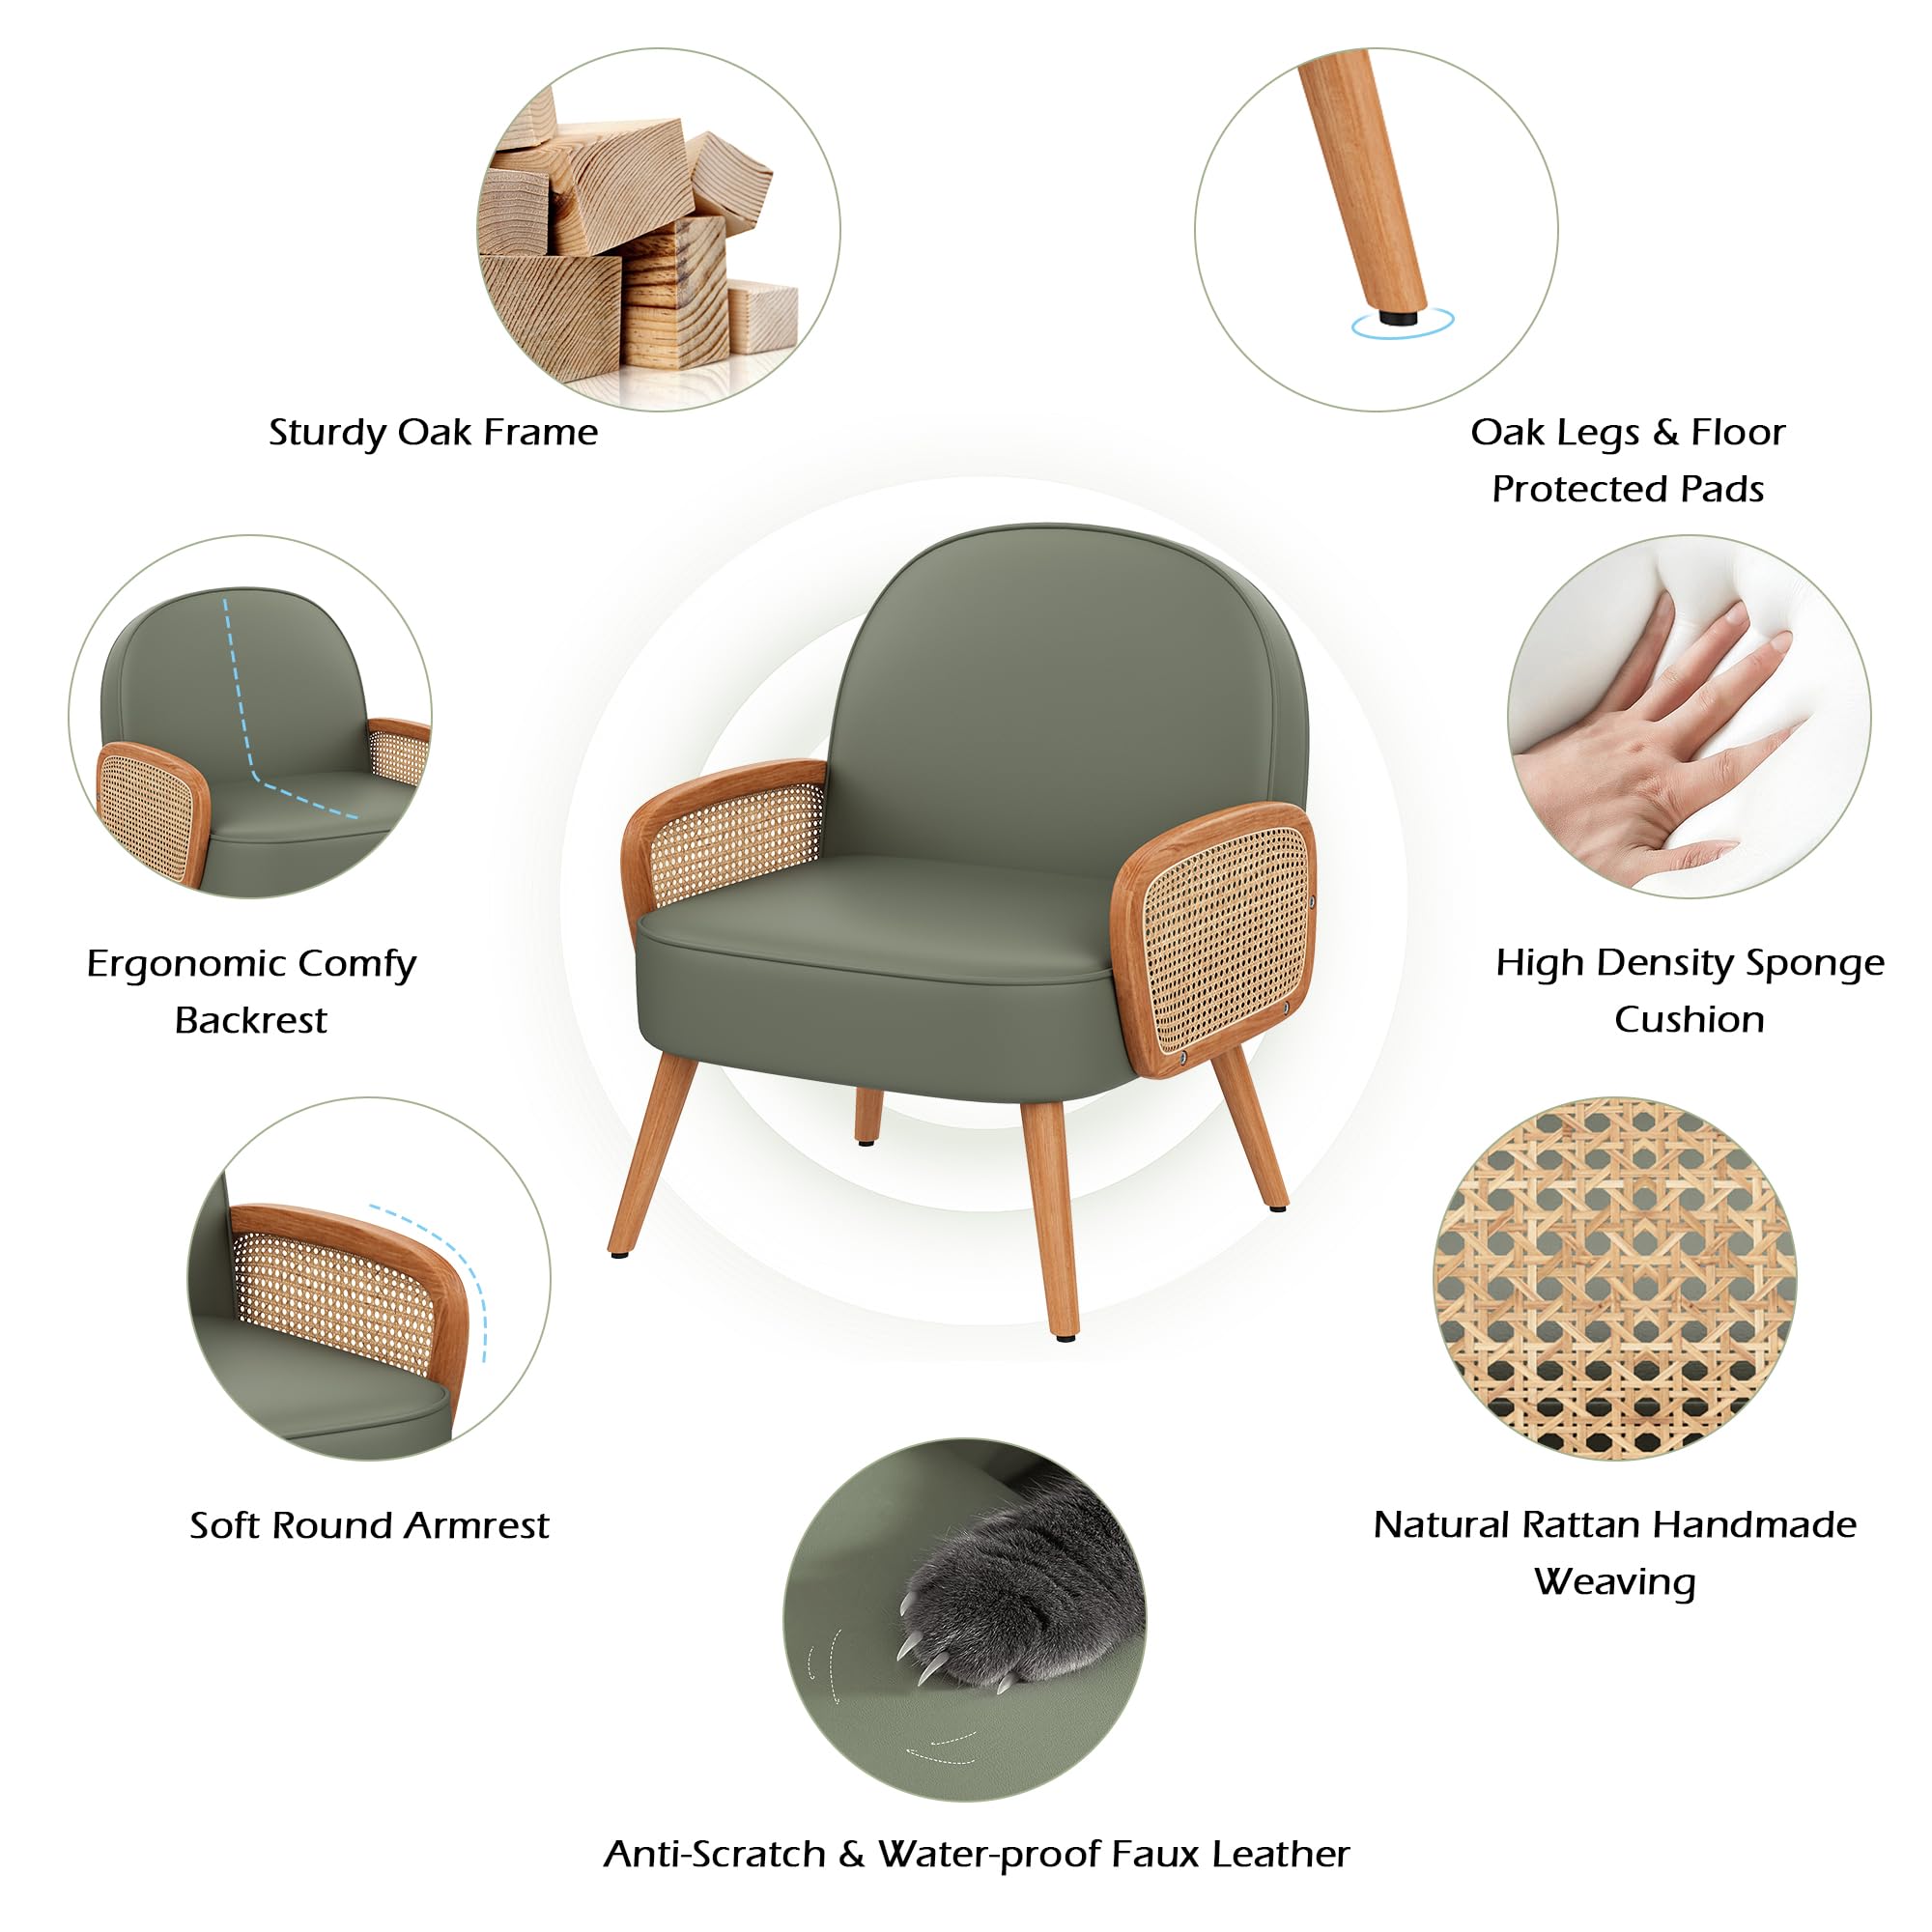 Sturdy Oak Frame
Oak Legs & Floor
Protected Pads
Ergonomic Comfy
Backrest
High Density Sponge
Cushion
Soft Round Armrest
Natural Rattan Handmade
Weaving
Anti-Scratch & Water-proof Faux Leather